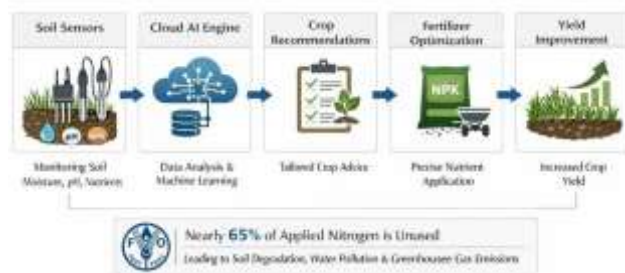 Soil Sensors
Cloud AI Engine
Crop
Recommendations
Fertilizer
Optimization
Yield
Improvement
NPK
Monitoring Soil
Moisture, pH, Nutrients
Data Analysis &
Machine Learning
Tailored Crop Advice
Precise Nutrient
Application
Increased Crop
Yield
F O
Nearly 65% of Applied Nitrogen is Unused
Leading to Soil Degradation, Water Pollution & Greenhousee Gas Emissions